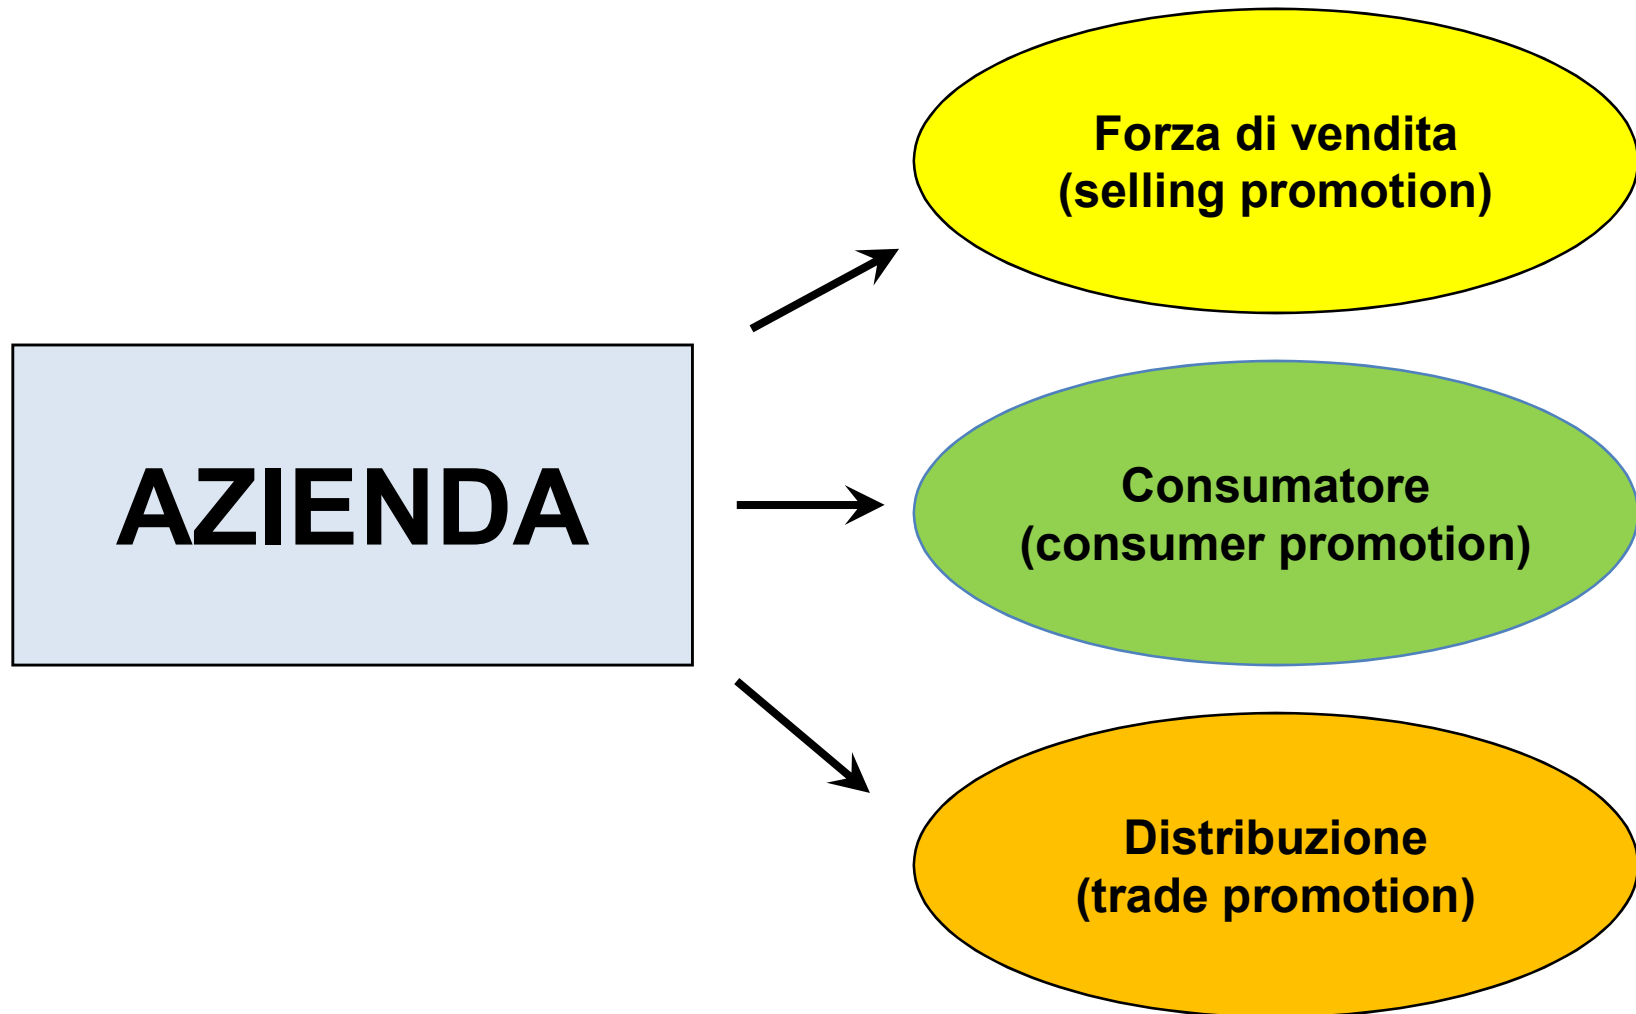 Forza di vendita
(selling promotion)
AZIENDA
Consumatore
(consumer promotion)
Distribuzione
(trade promotion)